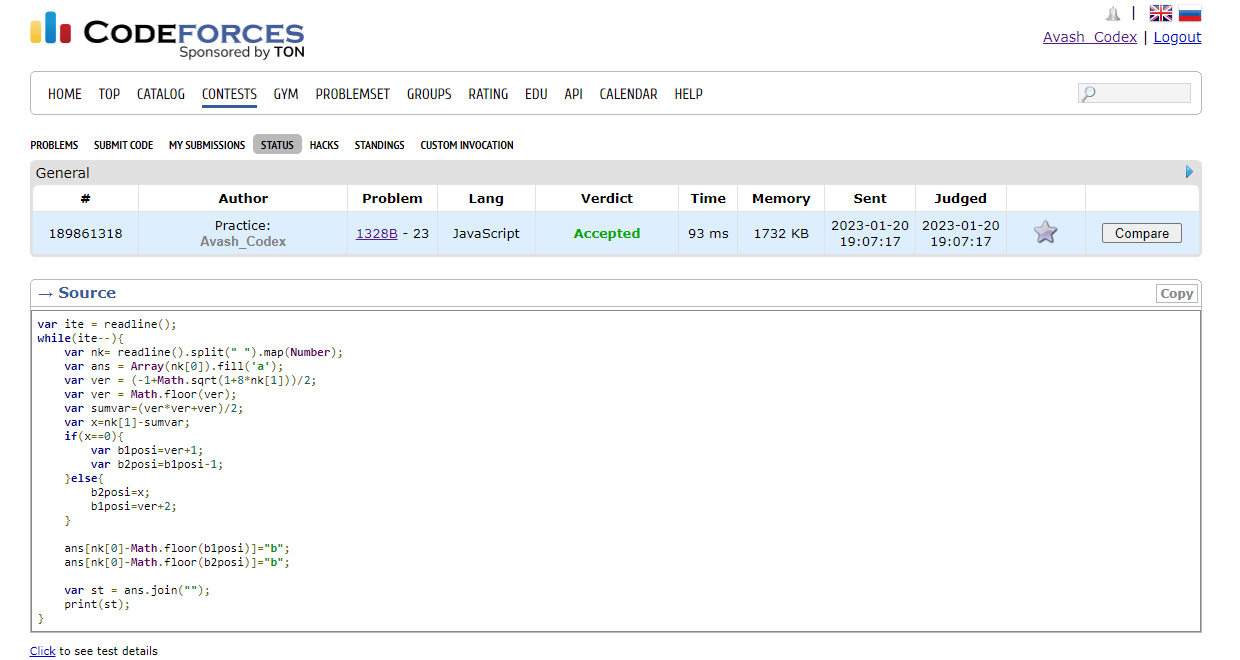 CODEFORCES
Sponsored by TON
|
Avash_Codex | Logout
HOME TOP CATALOG CONTESTS GYM PROBLEMSET GROUPS RATING EDU API CALENDAR HELP
PROBLEMS SUBMIT CODE MY SUBMISSIONS STATUS HACKS STANDINGS CUSTOM INVOCATION
General
# Author Problem Lang Verdict Time Memory Sent Judged
189861318 Practice: Avash_Codex 1328B - 23 JavaScript Accepted 93 ms 1732 KB 2023-01-20 19:07:17 2023-01-20 19:07:17 Compare
→ Source Copy
var ite = readline();
while(ite--){
    var nk= readline().split(" ").map(Number);
    var ans = Array(nk[0]).fill('a');
    var ver = (-1+Math.sqrt(1+8*nk[1]))/2;
    var ver = Math.floor(ver);
    var sumvar=(ver*ver+ver)/2;
    var x=nk[1]-sumvar;
    if(x==0){
        var b1posi=ver+1;
        var b2posi=b1posi-1;
    }else{
        b2posi=x;
        b1posi=ver+2;
    }
    ans[nk[0]-Math.floor(b1posi)]="b";
    ans[nk[0]-Math.floor(b2posi)]="b";
    var st = ans.join("");
    print(st);
}
Click to see test details